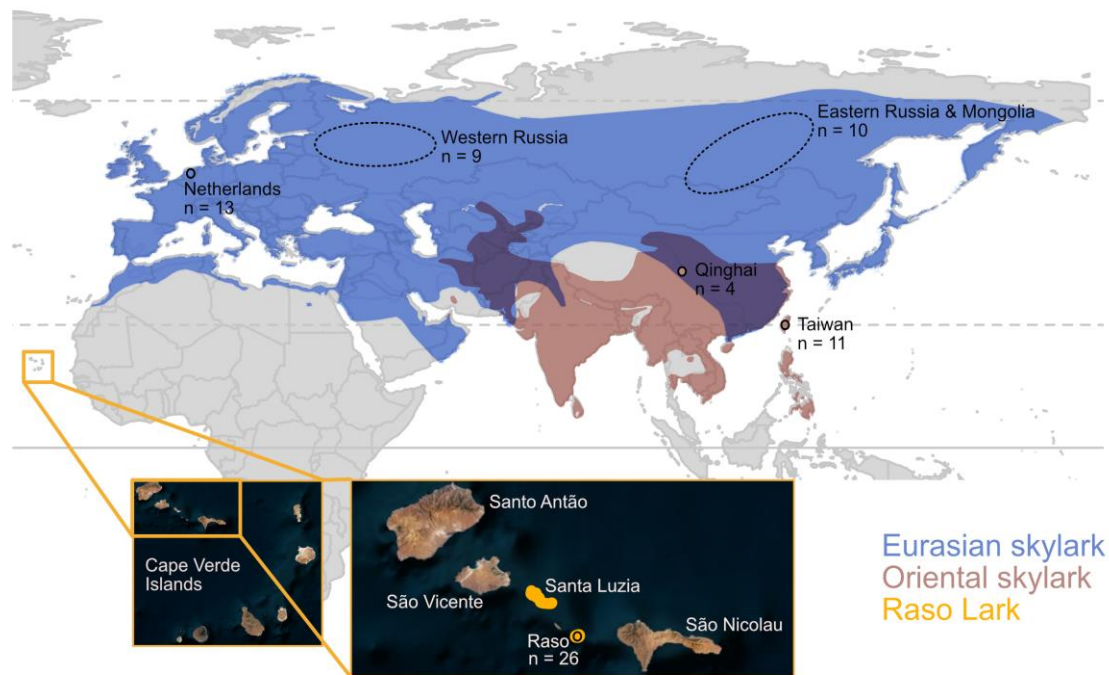 Eastern Russia & Mongolia
n = 10
Western Russia
n = 9
Netherlands
n = 13
Qinghai
n = 4
Taiwan
n = 11
Cape Verde
Islands
Santo Antão
São Vicente
Santa Luzia
São Nicolau
Raso
n = 26
Eurasian skylark
Oriental skylark
Raso Lark